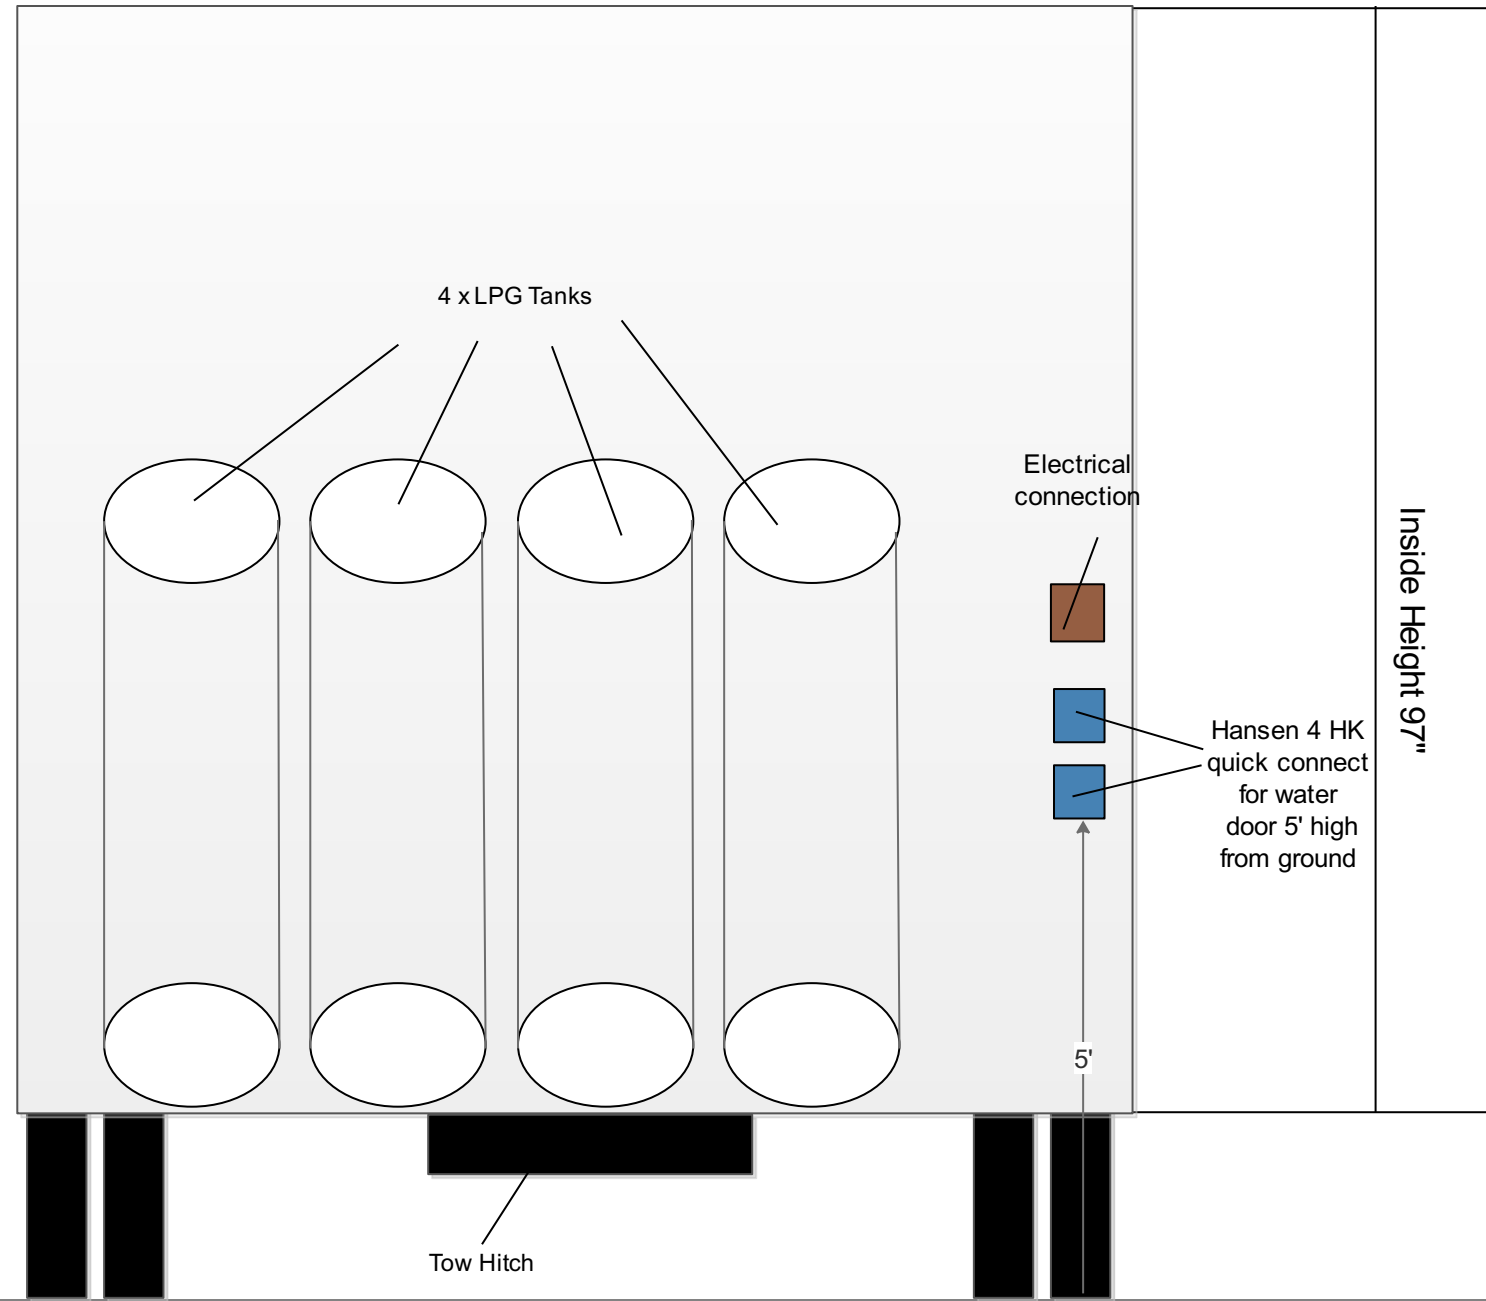 4 x LPG Tanks
Electrical
connection
Inside Height 97"
Hansen 4 HK
quick connect
for water
door 5' high
from ground
5'
Tow Hitch